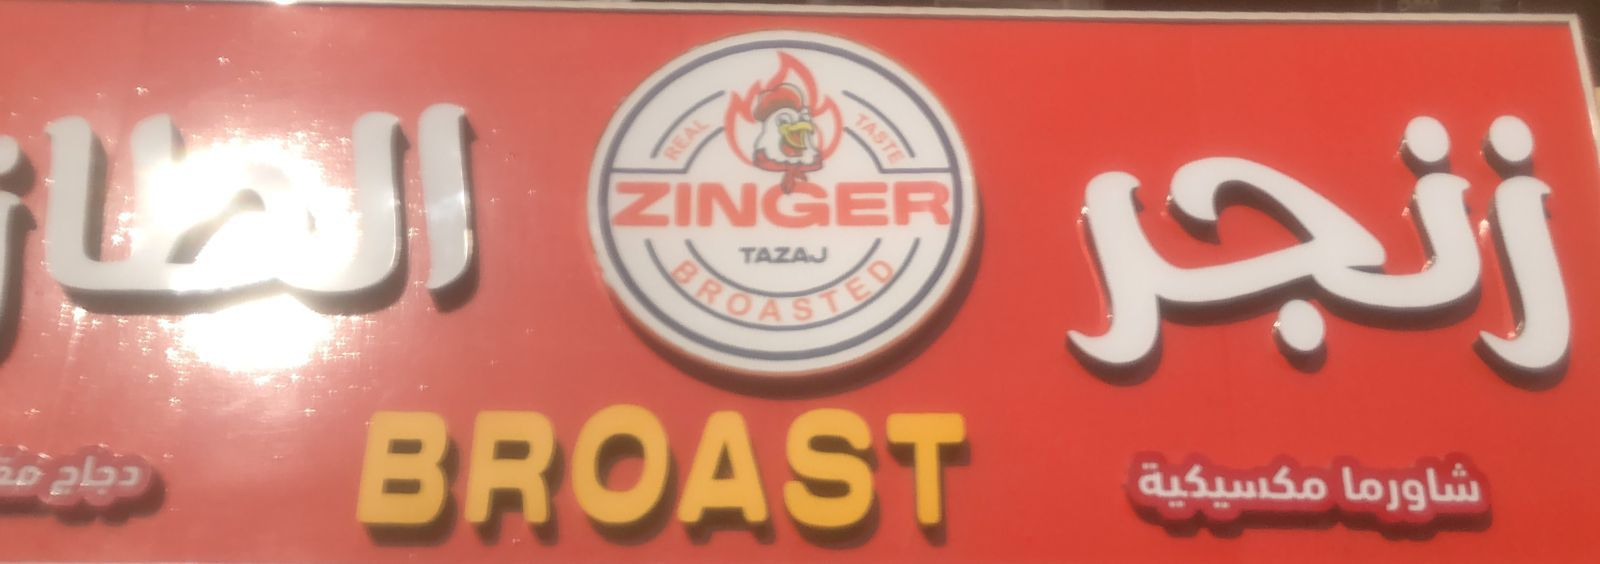 زنجر
REAL TASTE
ZINGER
TAZAJ
BROASTED
BROAST
شاورما مكسيكية
دجاج